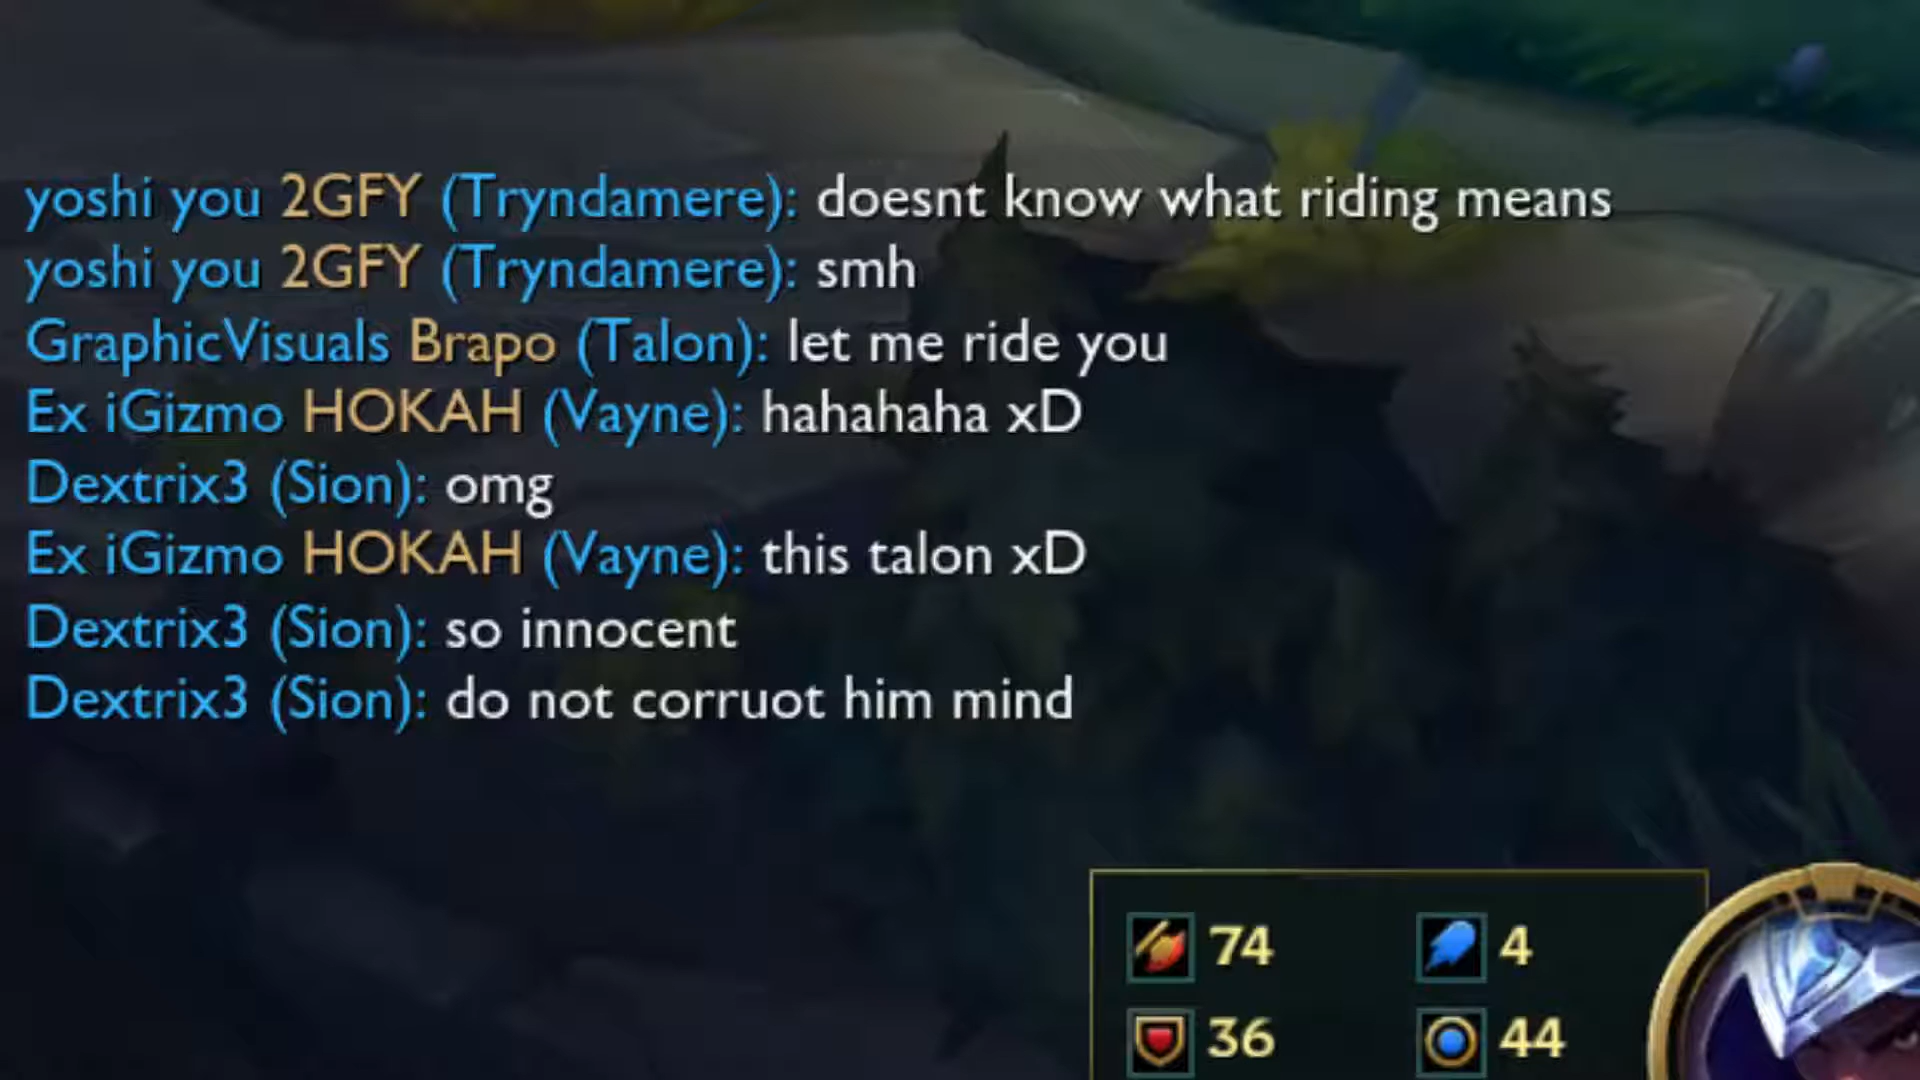 yoshi you 2GFY (Tryndamere): doesnt know what riding means
yoshi you 2GFY (Tryndamere): smh
GraphicVisuals Brapo (Talon): let me ride you
Ex iGizmo HOKAH (Vayne): hahahaha xD
Dextrix3 (Sion): omg
Ex iGizmo HOKAH (Vayne): this talon xD
Dextrix3 (Sion): so innocent
Dextrix3 (Sion): do not corruot him mind
74 4
36 44